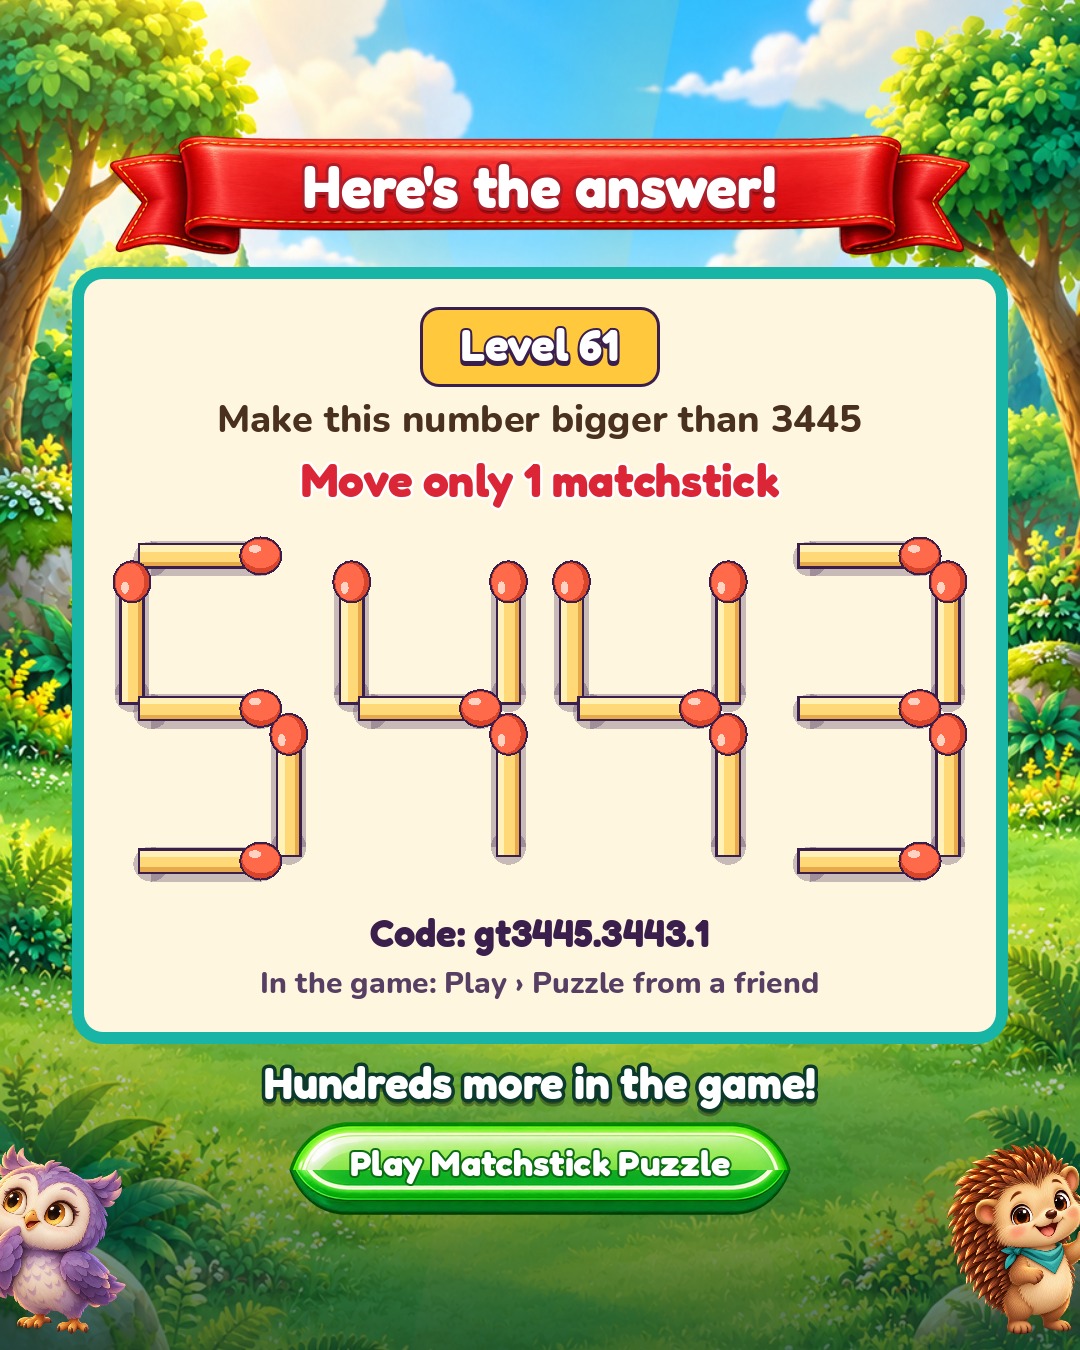 Here's the answer!
Level 61
Make this number bigger than 3445
Move only 1 matchstick
5443
Code: gt3445.3443.1
In the game: Play › Puzzle from a friend
Hundreds more in the game!
Play Matchstick Puzzle